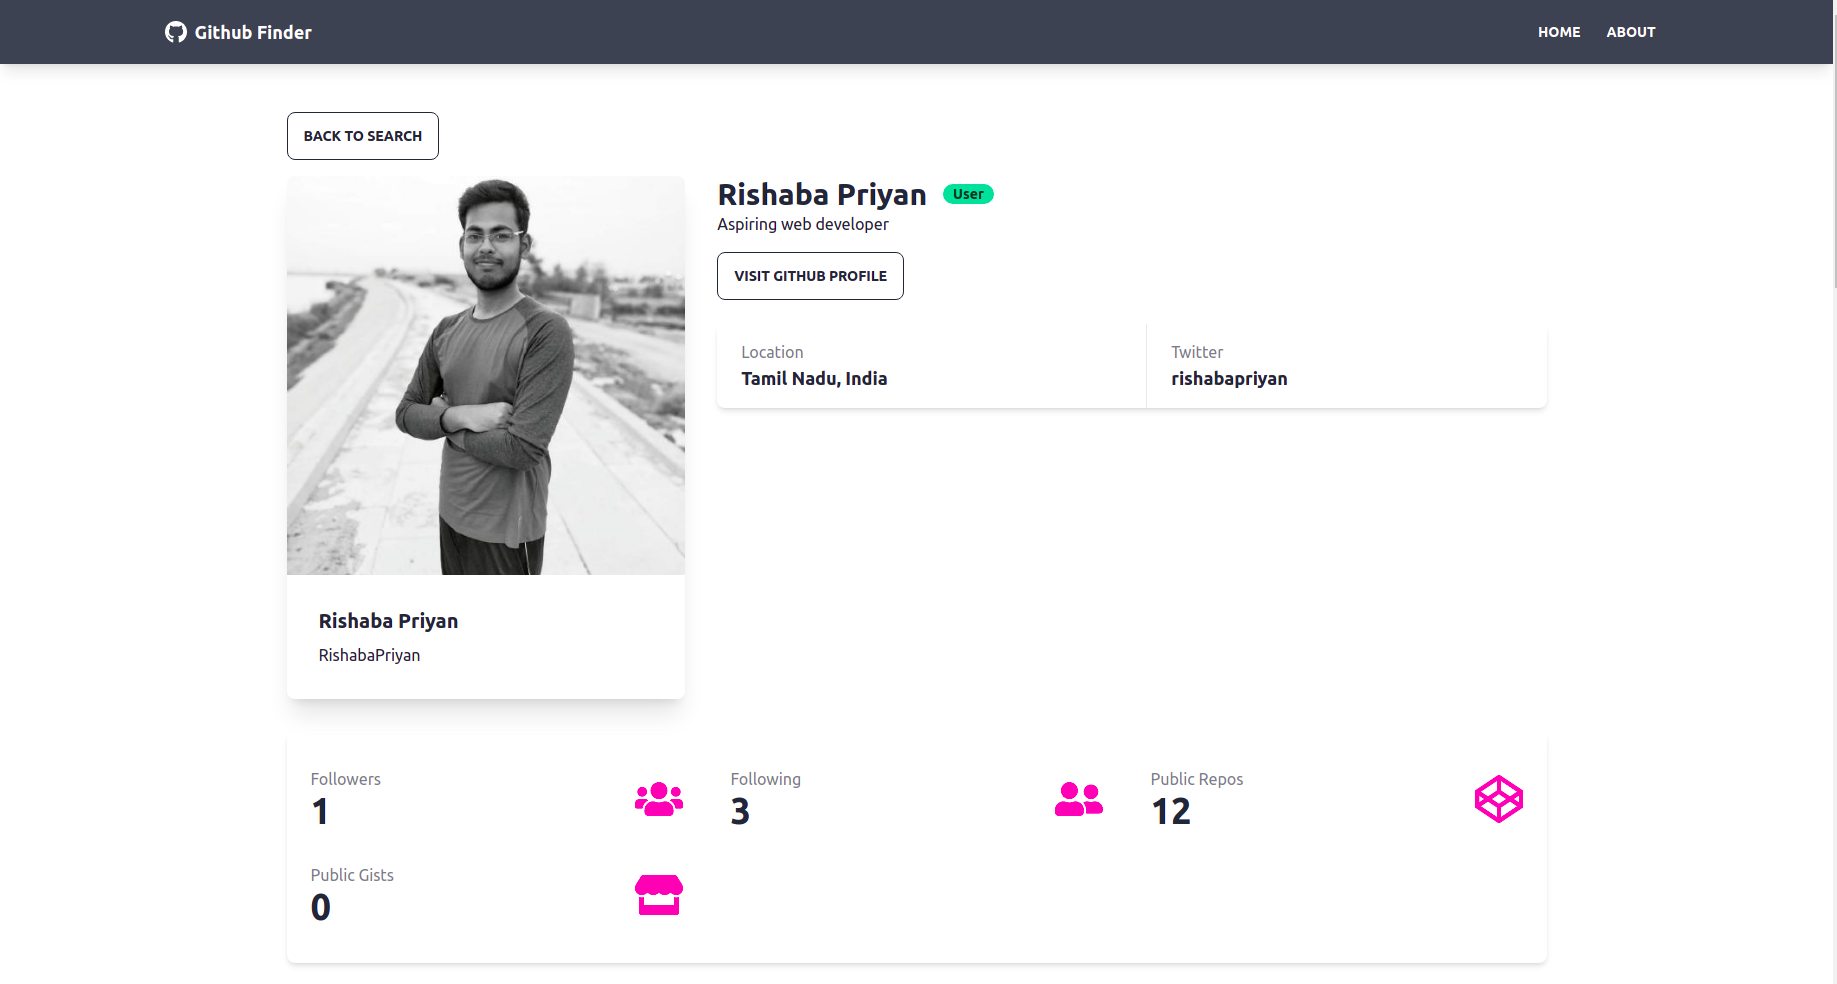 Github Finder
HOME
ABOUT
BACK TO SEARCH
Rishaba Priyan
User
Aspiring web developer
VISIT GITHUB PROFILE
Location
Tamil Nadu, India
Twitter
rishabapriyan
Rishaba Priyan
RishabaPriyan
Followers
1
Following
3
Public Repos
12
Public Gists
0